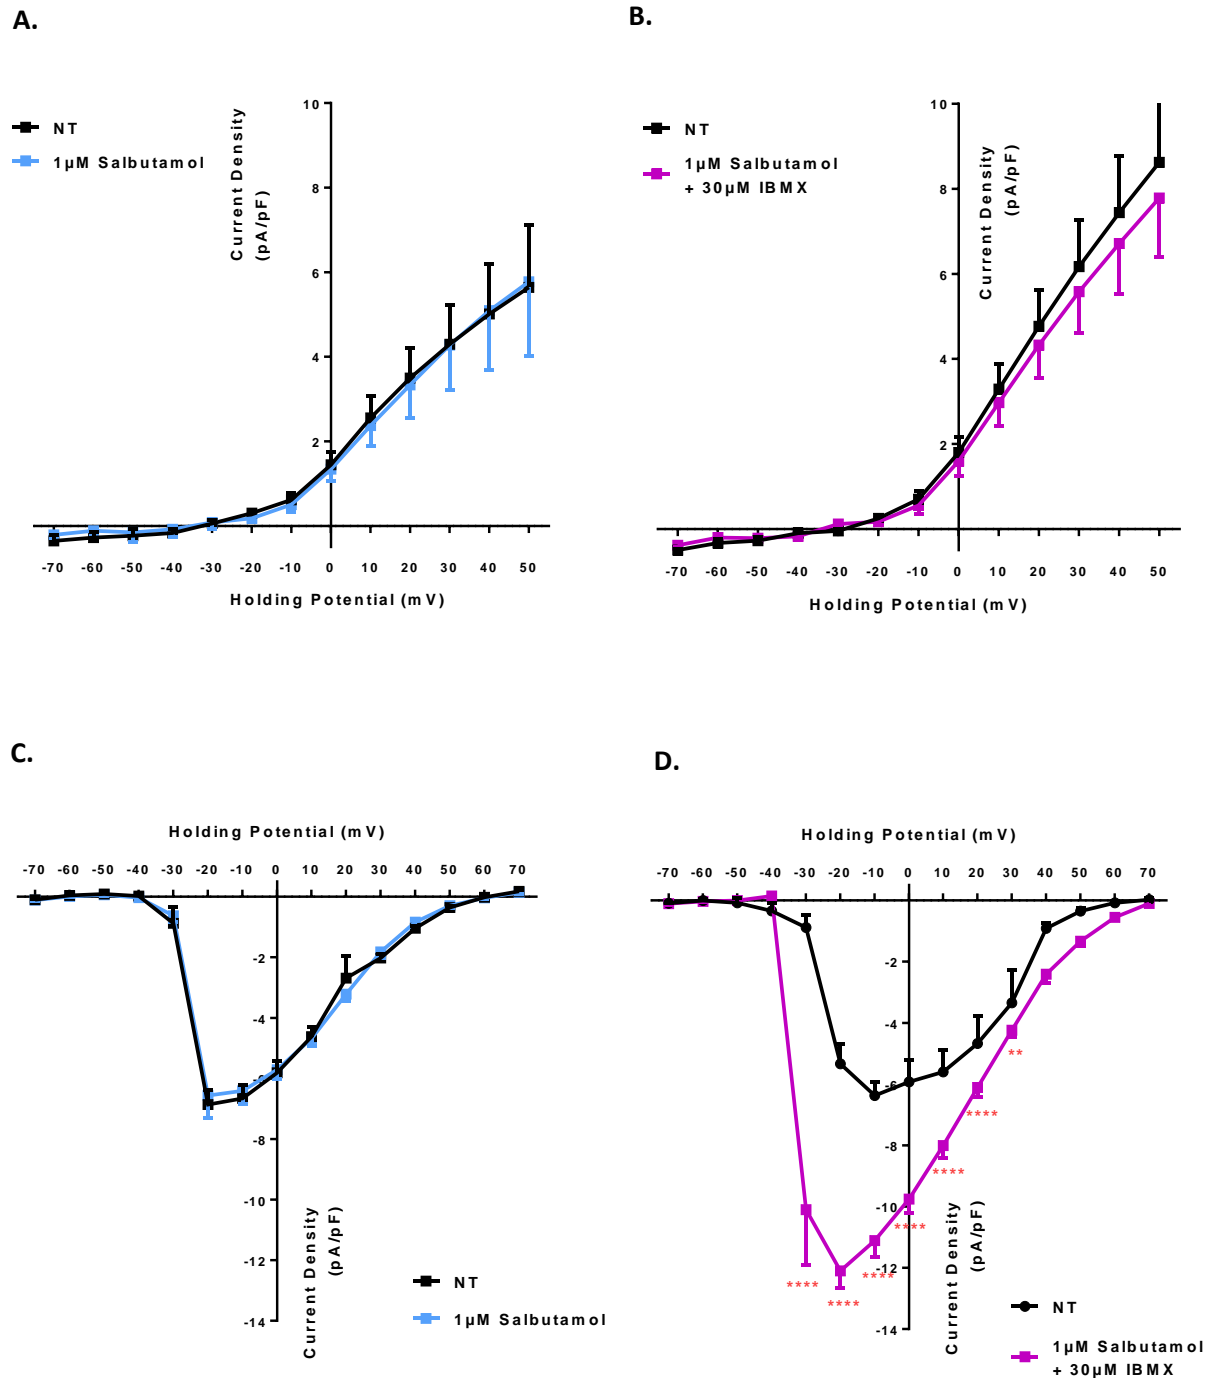 A.
B.
NT
1µM Salbutamol
Current Density
(pA/pF)
10
8
6
4
2
-70 -60 -50 -40 -30 -20 -10 0 10 20 30 40 50
Holding Potential (mV)
NT
1µM Salbutamol
+ 30µM IBMX
Current Density
(pA/pF)
10
8
6
4
2
-70 -60 -50 -40 -30 -20 -10 0 10 20 30 40 50
Holding Potential (mV)
C.
D.
Holding Potential (mV)
-70 -60 -50 -40 -30 -20 -10 0 10 20 30 40 50 60 70
-2
-4
-6
-8
-10
-12
-14
Current Density
(pA/pF)
NT
1µM Salbutamol
Holding Potential (mV)
-70 -60 -50 -40 -30 -20 -10 0 10 20 30 40 50 60 70
-2
-4
-6
-8
-10
-12
-14
**
****
****
****
****
****
****
Current Density
(pA/pF)
NT
1µM Salbutamol
+ 30µM IBMX